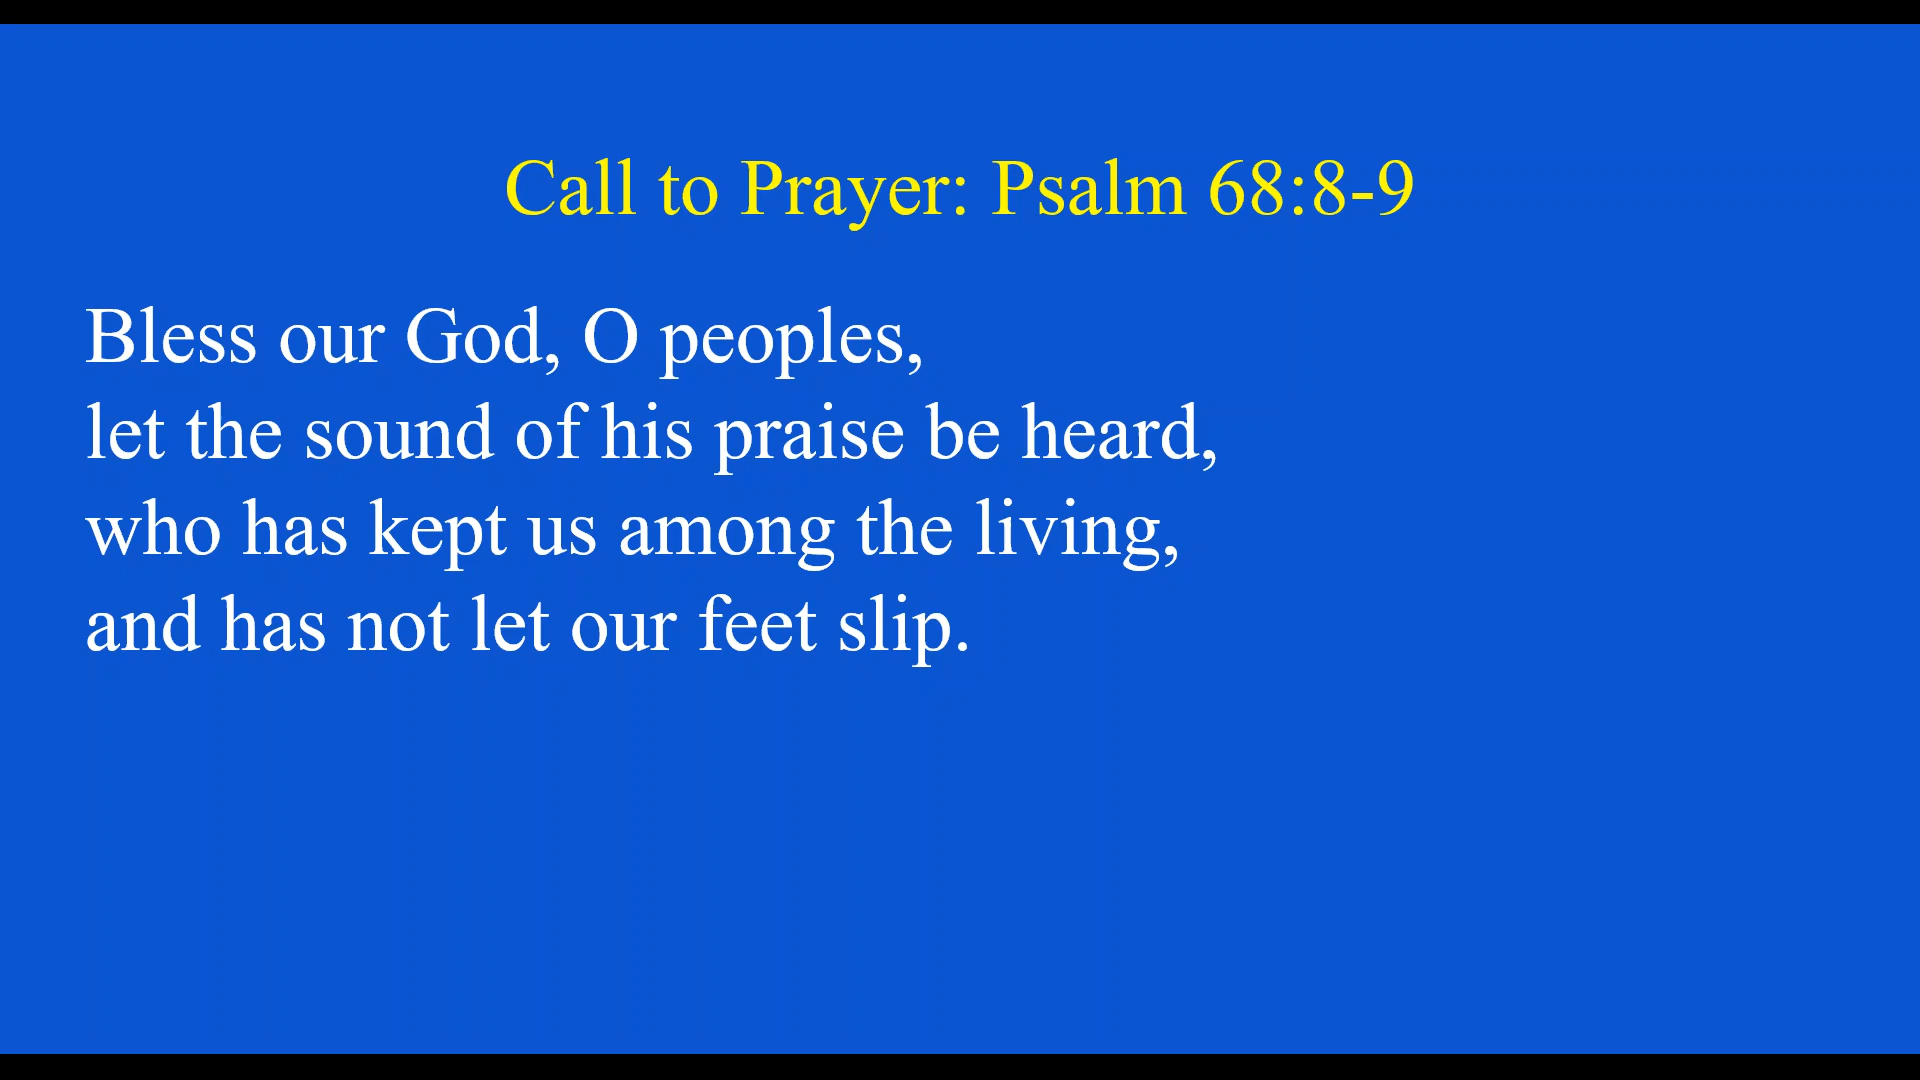 Call to Prayer: Psalm 68:8-9
Bless our God, O peoples,
let the sound of his praise be heard,
who has kept us among the living,
and has not let our feet slip.